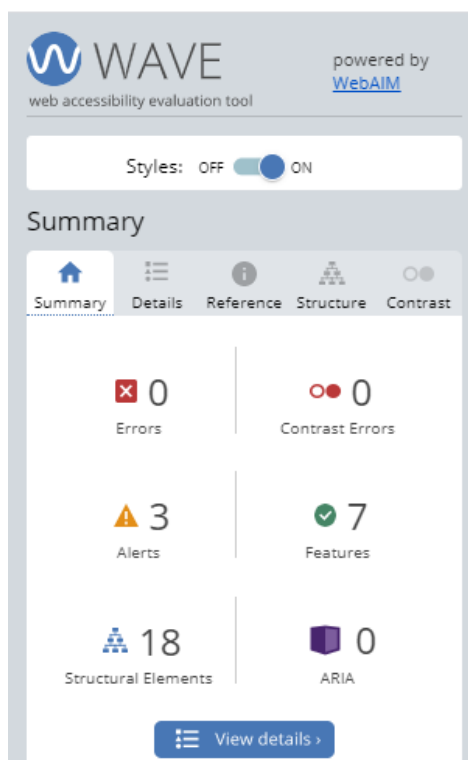 WAVE
powered by
WebAIM
web accessibility evaluation tool
Styles: OFF ON
Summary
Summary Details Reference Structure Contrast
0 0
Errors Contrast Errors
3 7
Alerts Features
18 0
Structural Elements ARIA
View details ›